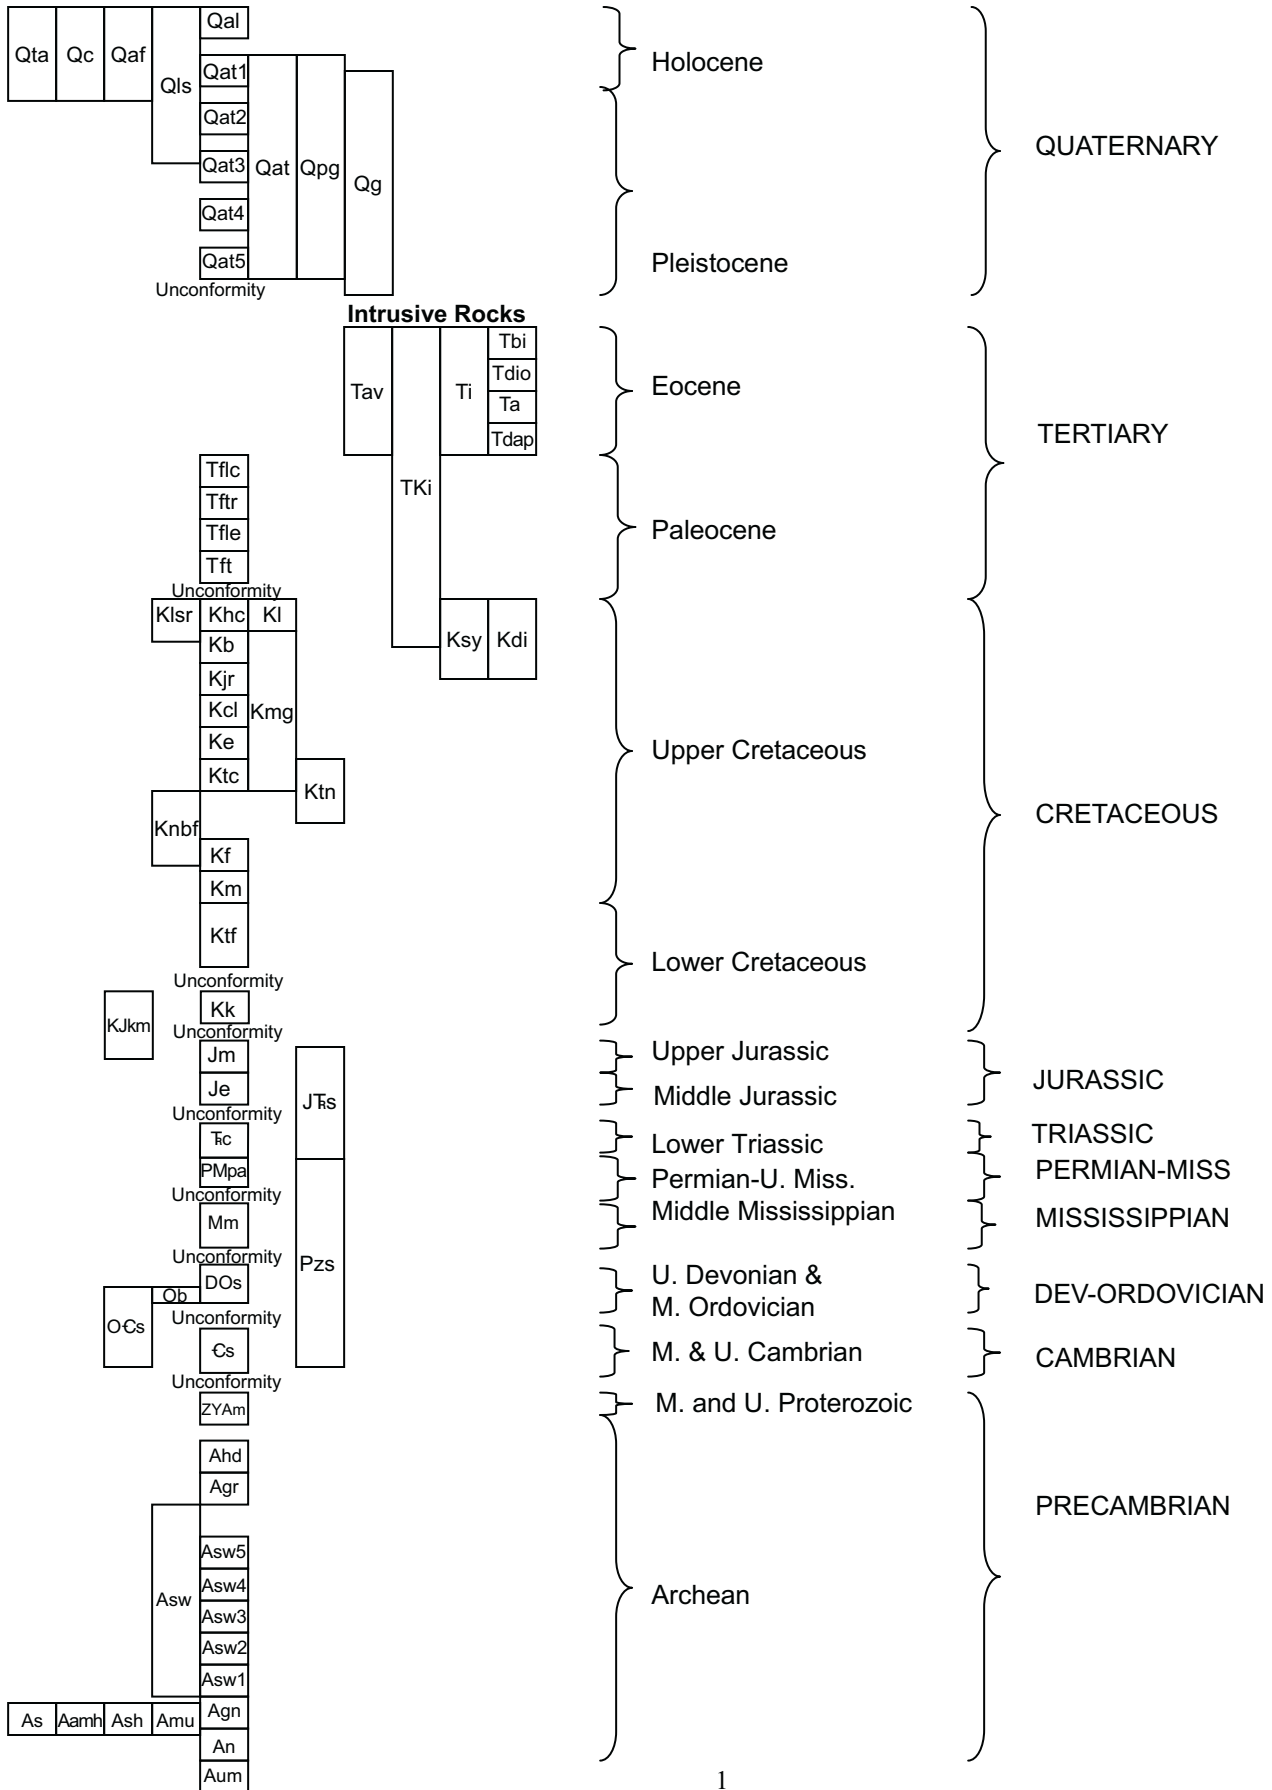 Qal
Qta Qc Qaf Qls Qat1
Holocene
Qat2
QUATERNARY
Qat3 Qat Qpg Qg
Qat4
Qat5
Pleistocene
Unconformity
Intrusive Rocks
Tbi
Tdio
Tav Ti
Eocene
Ta
Tdap
TERTIARY
Tflc
TKi
Tftr
Tfle
Paleocene
Tft
Unconformity
Klsr Khc Kl
Kb
Ksy Kdi
Kjr
Kcl Kmg
Ke
Upper Cretaceous
Ktc
Ktn
Knbf
CRETACEOUS
Kf
Km
Ktf
Lower Cretaceous
Unconformity
Kk
KJkm
Unconformity
Jm
Upper Jurassic
Je
JURASSIC
Middle Jurassic
JTRs
Unconformity
TRc
Lower Triassic
TRIASSIC
PMpa
Permian-U. Miss.
PERMIAN-MISS
Unconformity
Mm
Middle Mississippian
MISSISSIPPIAN
Unconformity
Pzs
DOs
U. Devonian &
M. Ordovician
DEV-ORDOVICIAN
Ob
Unconformity
O€s
€s
M. & U. Cambrian
CAMBRIAN
Unconformity
ZYAm
M. and U. Proterozoic
Ahd
Agr
PRECAMBRIAN
Asw5
Asw4
Asw
Archean
Asw3
Asw2
Asw1
As Aamh Ash Amu Agn
An
Aum
1